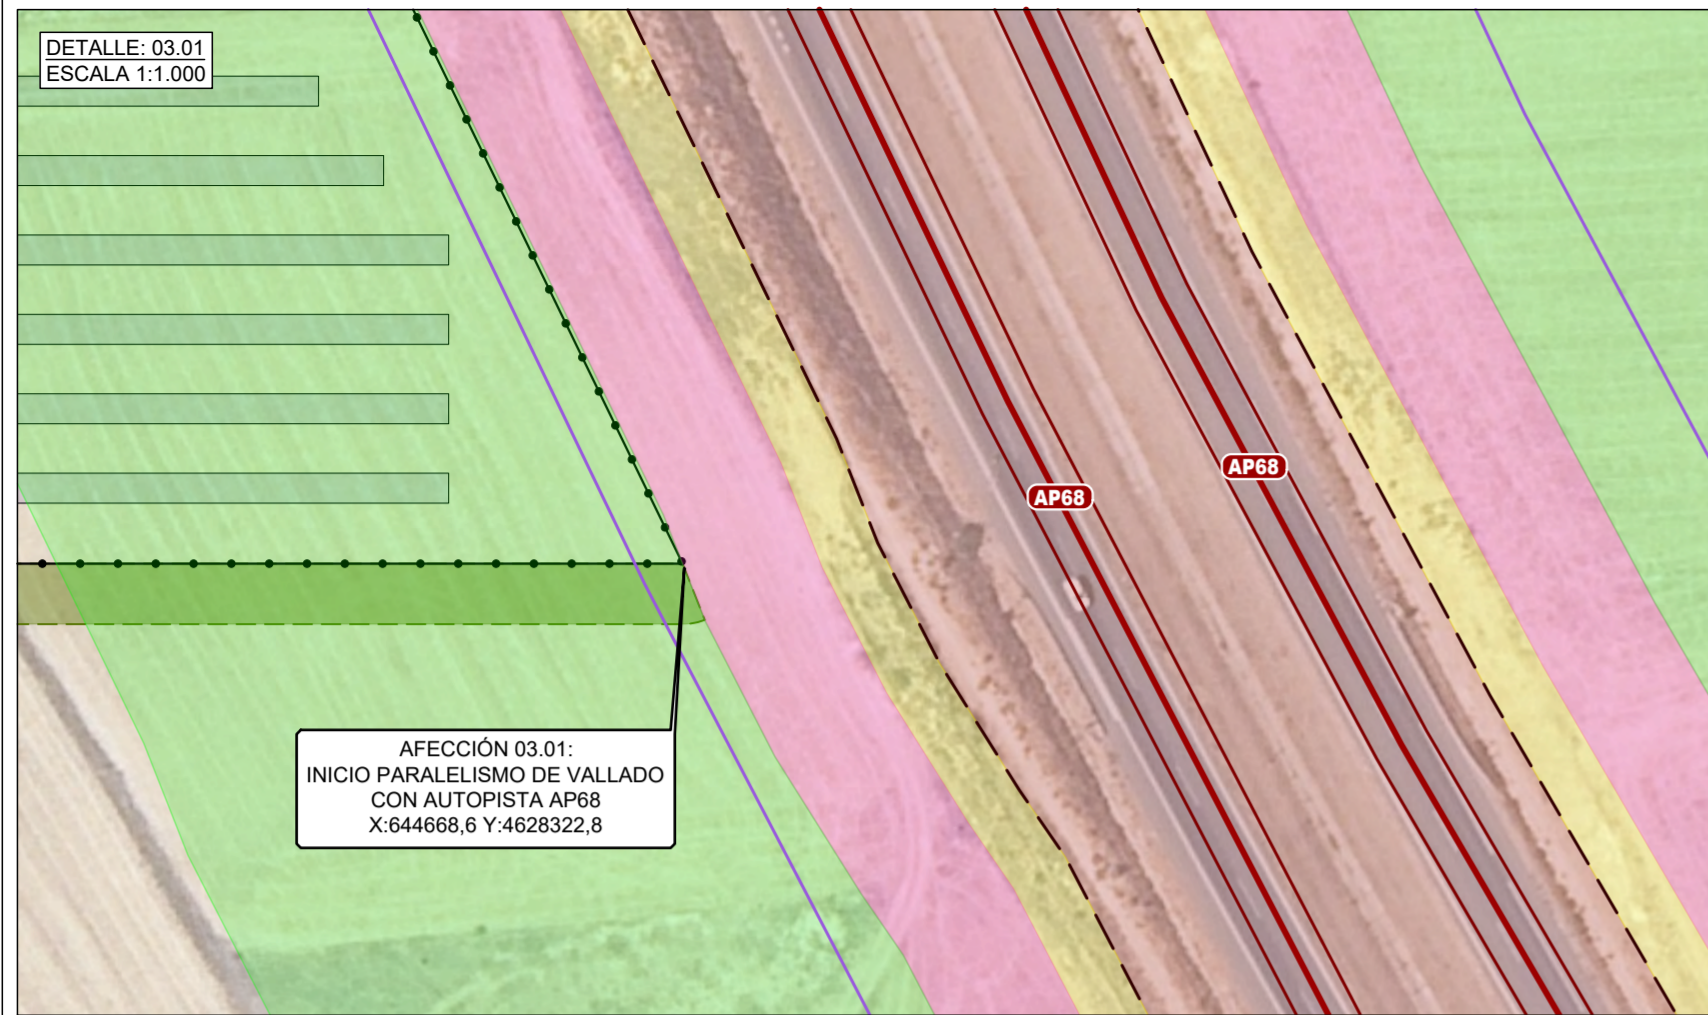 DETALLE: 03.01
ESCALA 1:1.000
AP68
AP68
AFECCIÓN 03.01:
INICIO PARALELISMO DE VALLADO
CON AUTOPISTA AP68
X:644668,6 Y:4628322,8